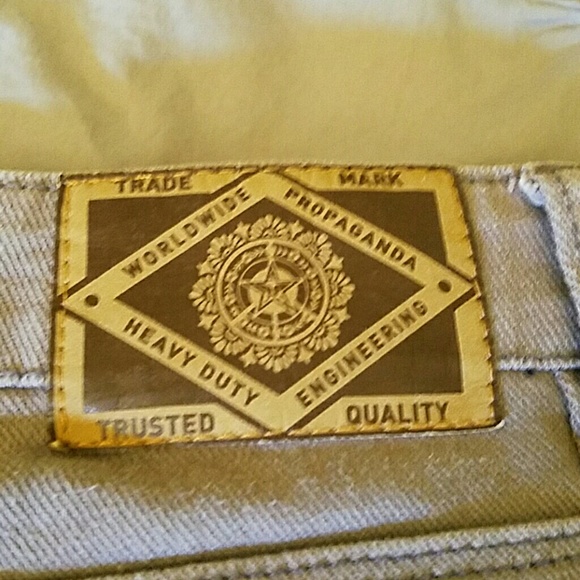 TRADE MARK
WORLDWIDE PROPAGANDA
HEAVY DUTY ENGINEERING
TRUSTED QUALITY